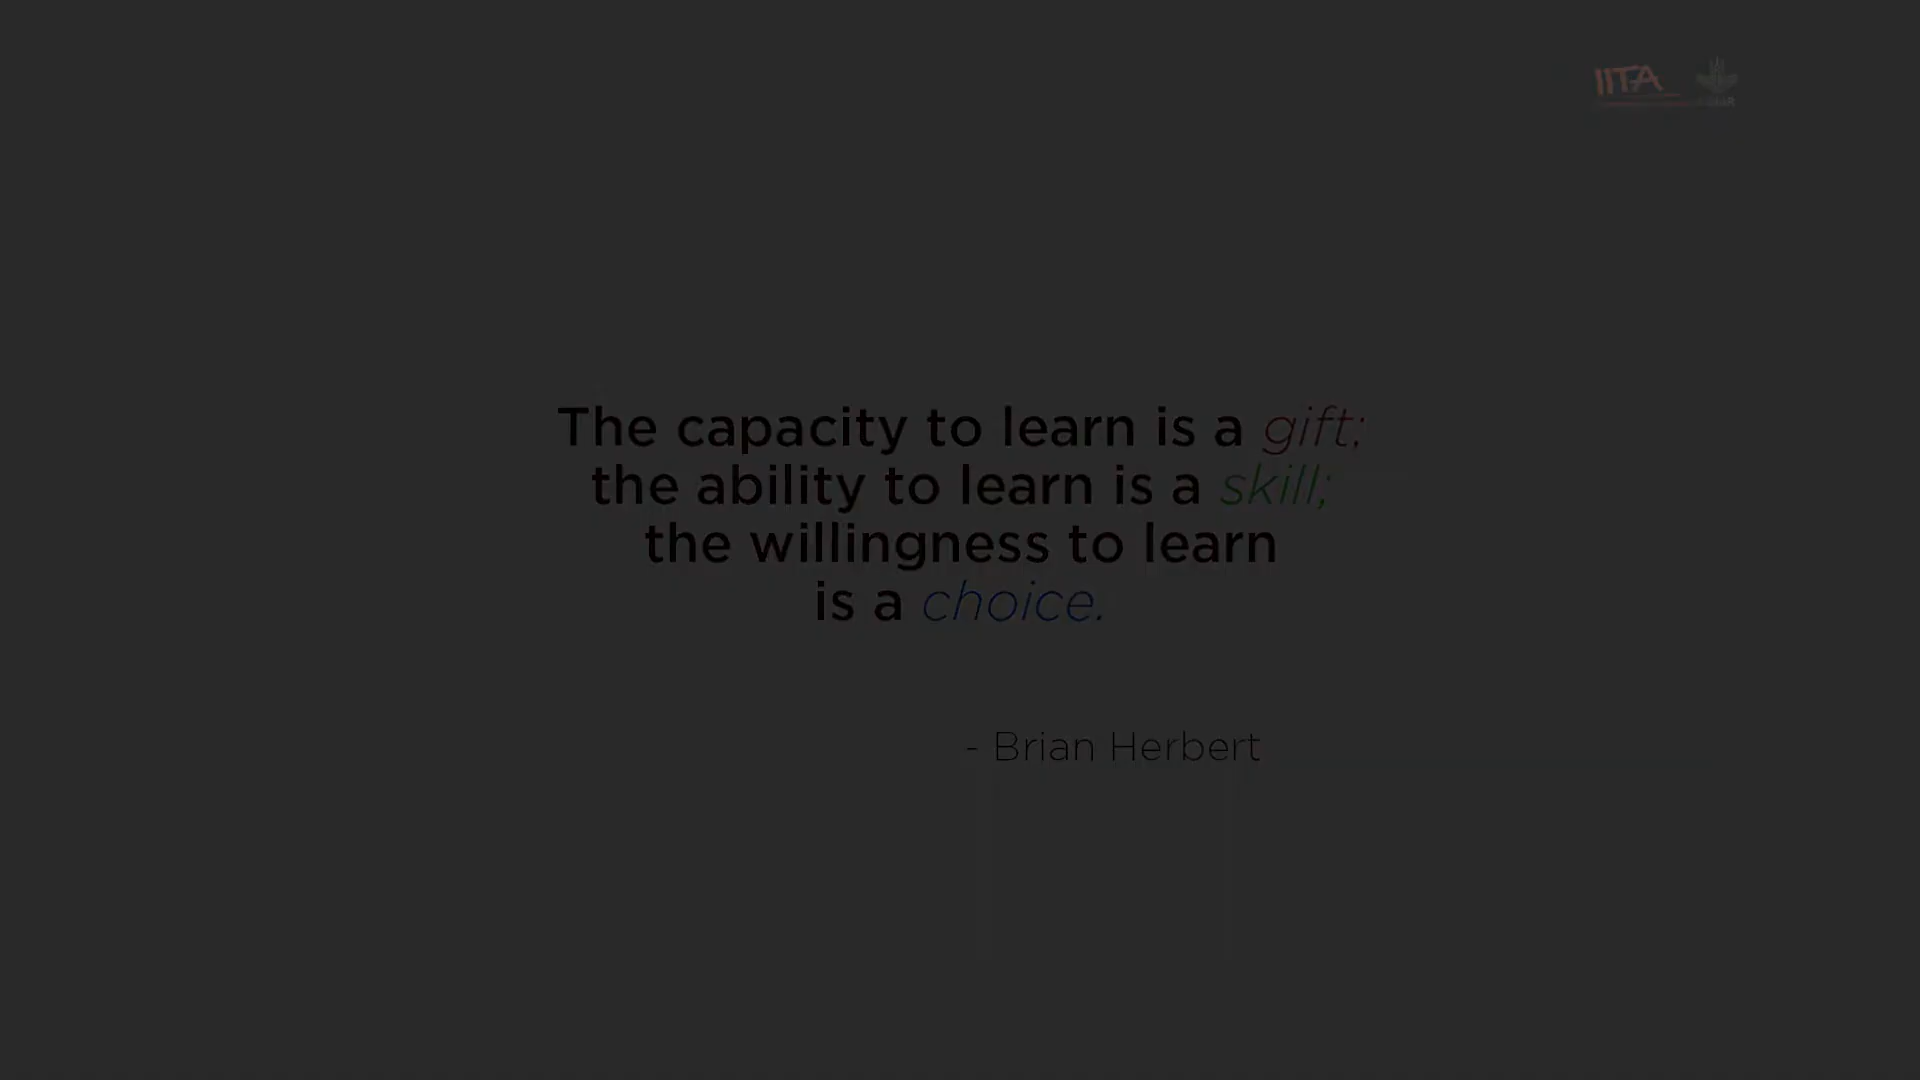 IITA
The capacity to learn is a gift;
the ability to learn is a skill;
the willingness to learn
is a choice.
- Brian Herbert